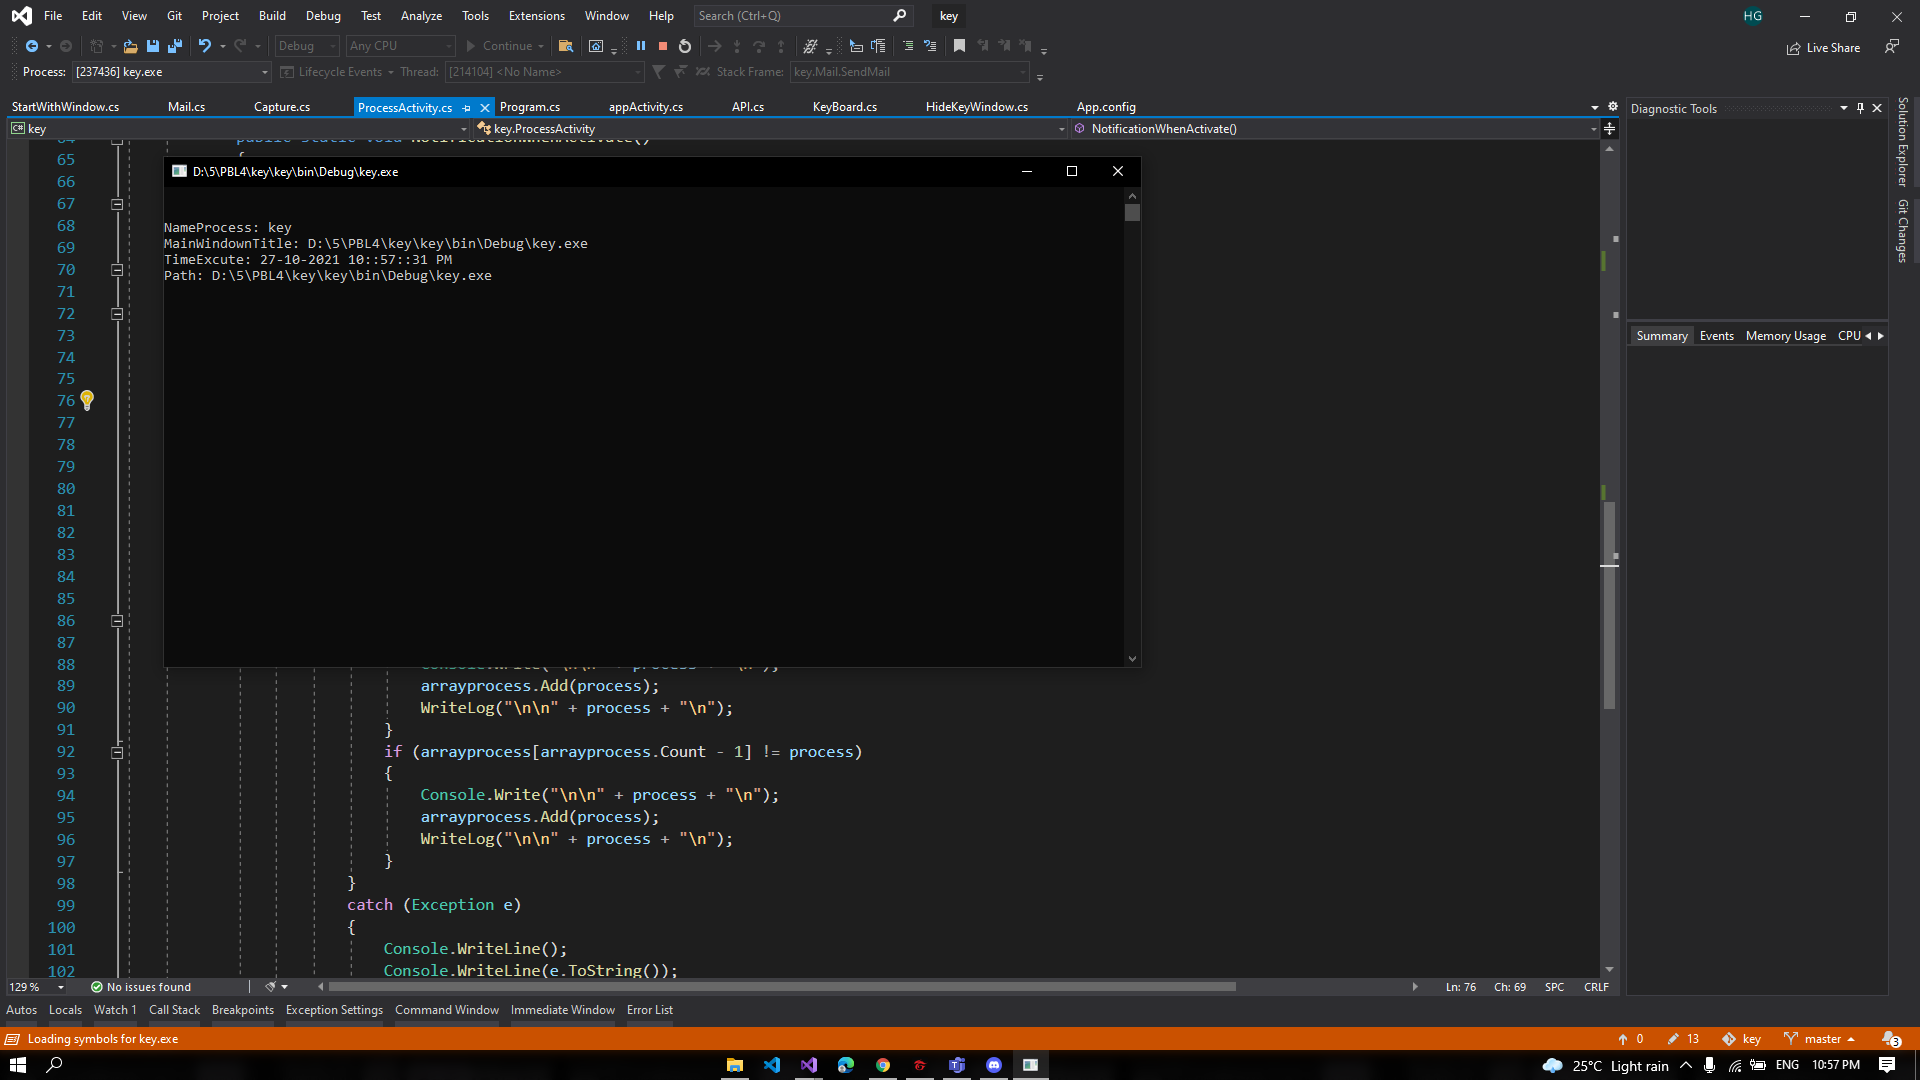 File Edit View Git Project Build Debug Test Analyze Tools Extensions Window Help Search (Ctrl+Q) key HG
Debug Any CPU Continue Live Share
Process: [237436] key.exe Lifecycle Events Thread: [214104] <No Name> Stack Frame: key.Mail.SendMail
StartWithWindow.cs Mail.cs Capture.cs ProcessActivity.cs Program.cs appActivity.cs API.cs KeyBoard.cs HideKeyWindow.cs App.config
Diagnostic Tools
Solution Explorer
Git Changes
C# key key.ProcessActivity NotificationWhenActivate()
64 public static void NotificationWhenActivate()
65 {
66
67
68
69
70
71
72
73
74
75
76
77
78
79
80
81
82
83
84
85
86
87
D:\5\PBL4\key\key\bin\Debug\key.exe
NameProcess: key
MainWindownTitle: D:\5\PBL4\key\key\bin\Debug\key.exe
TimeExcute: 27-10-2021 10::57::31 PM
Path: D:\5\PBL4\key\key\bin\Debug\key.exe
88 Console.Write("\n\n" + process + "\n");
89 arrayprocess.Add(process);
90 WriteLog("\n\n" + process + "\n");
91 }
92 if (arrayprocess[arrayprocess.Count - 1] != process)
93 {
94 Console.Write("\n\n" + process + "\n");
95 arrayprocess.Add(process);
96 WriteLog("\n\n" + process + "\n");
97 }
98 }
99 catch (Exception e)
100 {
101 Console.WriteLine();
102 Console.WriteLine(e.ToString());
Summary Events Memory Usage CPU
129 % No issues found Ln: 76 Ch: 69 SPC CRLF
Autos Locals Watch 1 Call Stack Breakpoints Exception Settings Command Window Immediate Window Error List
Loading symbols for key.exe 0 13 key master 3
25°C Light rain ENG 10:57 PM